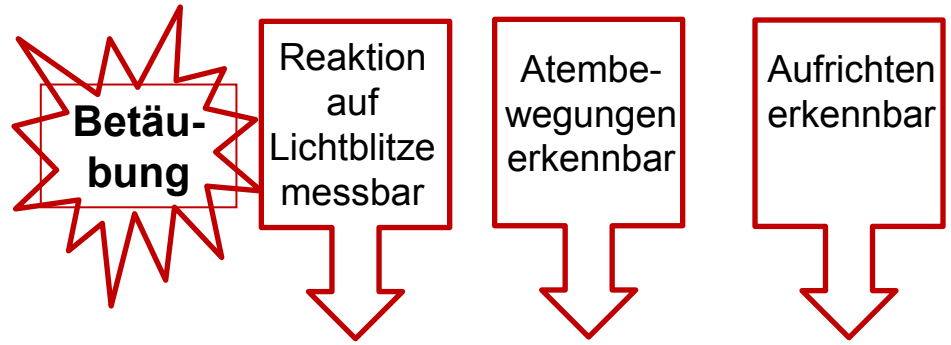 Betäu-
bung
Reaktion
auf
Lichtblitze
messbar
Atembe-
wegungen
erkennbar
Aufrichten
erkennbar